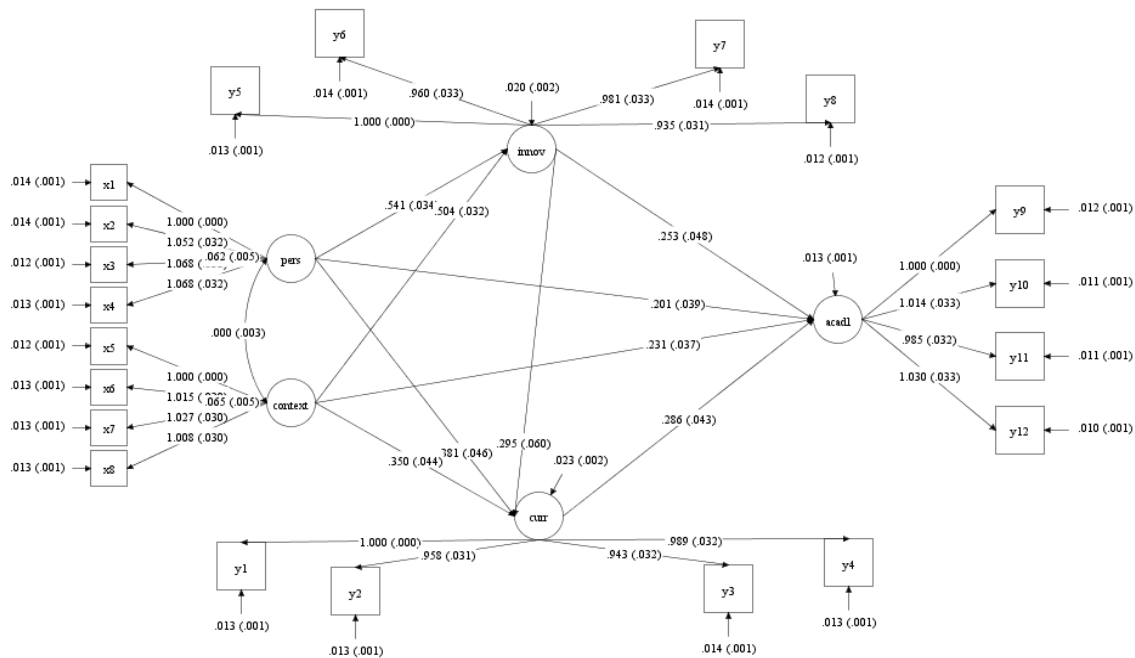 y6
y7
y5
y8
.014 (.001)
.960 (.033)
.020 (.002)
.981 (.033)
.014 (.001)
1.000 (.000)
.935 (.031)
.013 (.001)
.012 (.001)
innov
.014 (.001)
x1
.014 (.001)
x2
.012 (.001)
x3
.013 (.001)
x4
.012 (.001)
x5
.013 (.001)
x6
.013 (.001)
x7
.013 (.001)
x8
1.000 (.000)
1.052 (.032)
.062 (.005)
1.068
1.068 (.032)
pers
.000 (.003)
1.000 (.000)
1.015
.065 (.005)
1.027 (.030)
1.008 (.030)
context
.541 (.034)
.504 (.032)
.253 (.048)
.201 (.039)
.231 (.037)
.286 (.043)
.295 (.060)
.350 (.044)
381 (.046)
.023 (.002)
curr
.013 (.001)
acad1
y9
.012 (.001)
1.000 (.000)
y10
.011 (.001)
1.014 (.033)
y11
.011 (.001)
.985 (.032)
1.030 (.033)
y12
.010 (.001)
1.000 (.000)
.958 (.031)
.943 (.032)
.989 (.032)
y1
y2
y3
y4
.013 (.001)
.013 (.001)
.014 (.001)
.013 (.001)